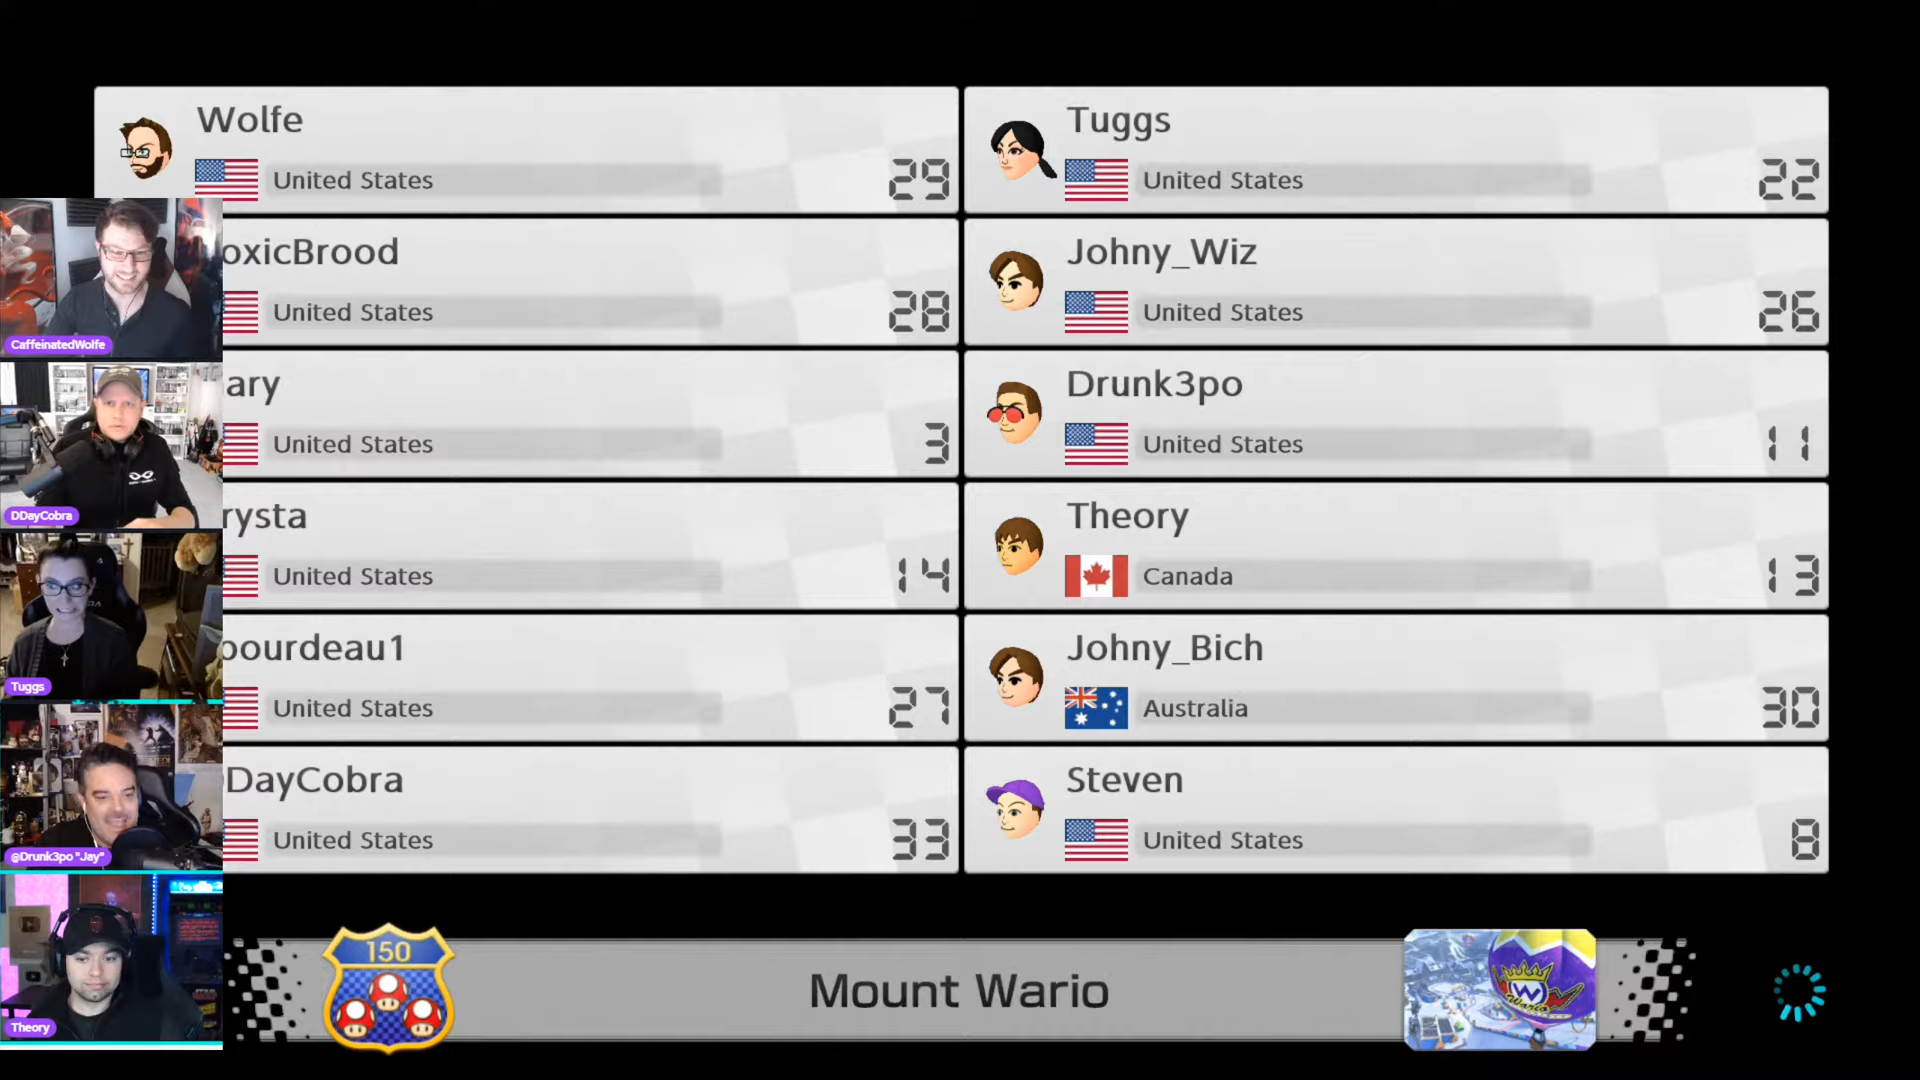 Wolfe
United States
29
Tuggs
United States
22
oxicBrood
United States
28
Johny_Wiz
United States
26
ary
United States
3
Drunk3po
United States
11
rysta
United States
14
Theory
Canada
13
bourdeau1
United States
27
Johny_Bich
Australia
30
DayCobra
United States
33
Steven
United States
8
CaffeinatedWolfe
DDayCobra
Tuggs
@Drunk3po "Jay"
Theory
150
Mount Wario
W
Wario